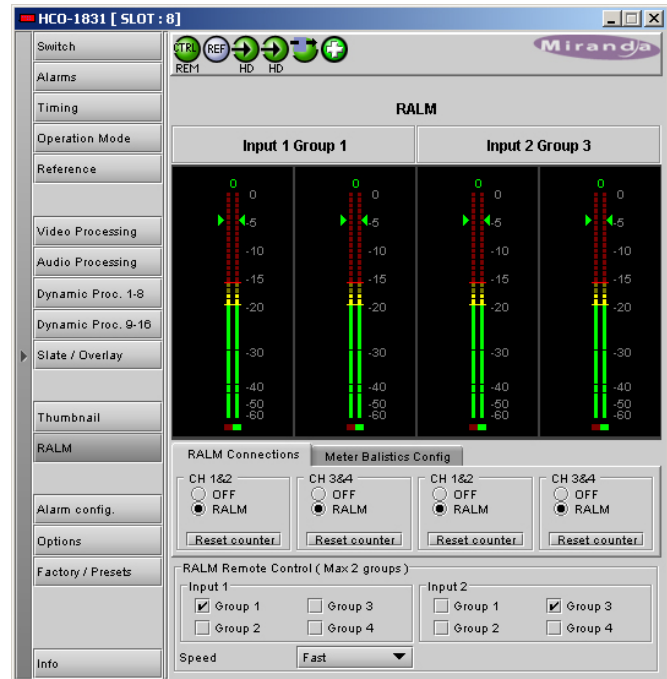 HCO-1831 [ SLOT : 8]
Switch
Alarms
Timing
Operation Mode
Reference
Video Processing
Audio Processing
Dynamic Proc. 1-8
Dynamic Proc. 9-16
Slate / Overlay
Thumbnail
RALM
Alarm config.
Options
Factory / Presets
Info
CTRL REF
REM HD HD
Miranda
RALM
Input 1 Group 1 Input 2 Group 3
0 0 0 0
0 0 0 0
-5 -5 -5 -5
-10 -10 -10 -10
-15 -15 -15 -15
-20 -20 -20 -20
-30 -30 -30 -30
-40 -40 -40 -40
-50 -50 -50 -50
-60 -60 -60 -60
RALM Connections Meter Balistics Config
CH 1&2 CH 3&4 CH 1&2 CH 3&4
OFF OFF OFF OFF
RALM RALM RALM RALM
Reset counter Reset counter Reset counter Reset counter
RALM Remote Control ( Max 2 groups )
Input 1 Input 2
Group 1 Group 3 Group 1 Group 3
Group 2 Group 4 Group 2 Group 4
Speed Fast